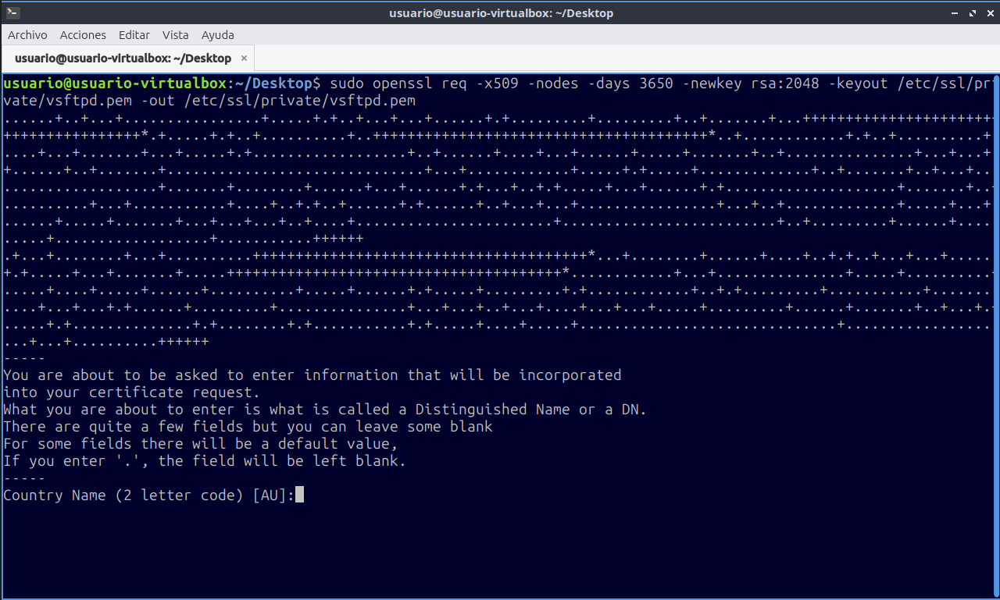 usuario@usuario-virtualbox: ~/Desktop
Archivo Acciones Editar Vista Ayuda
usuario@usuario-virtualbox: ~/Desktop ×
usuario@usuario-virtualbox:~/Desktop$ sudo openssl req -x509 -nodes -days 3650 -newkey rsa:2048 -keyout /etc/ssl/pri
vate/vsftpd.pem -out /etc/ssl/private/vsftpd.pem
-----
You are about to be asked to enter information that will be incorporated
into your certificate request.
What you are about to enter is what is called a Distinguished Name or a DN.
There are quite a few fields but you can leave some blank
For some fields there will be a default value,
If you enter '.', the field will be left blank.
-----
Country Name (2 letter code) [AU]: